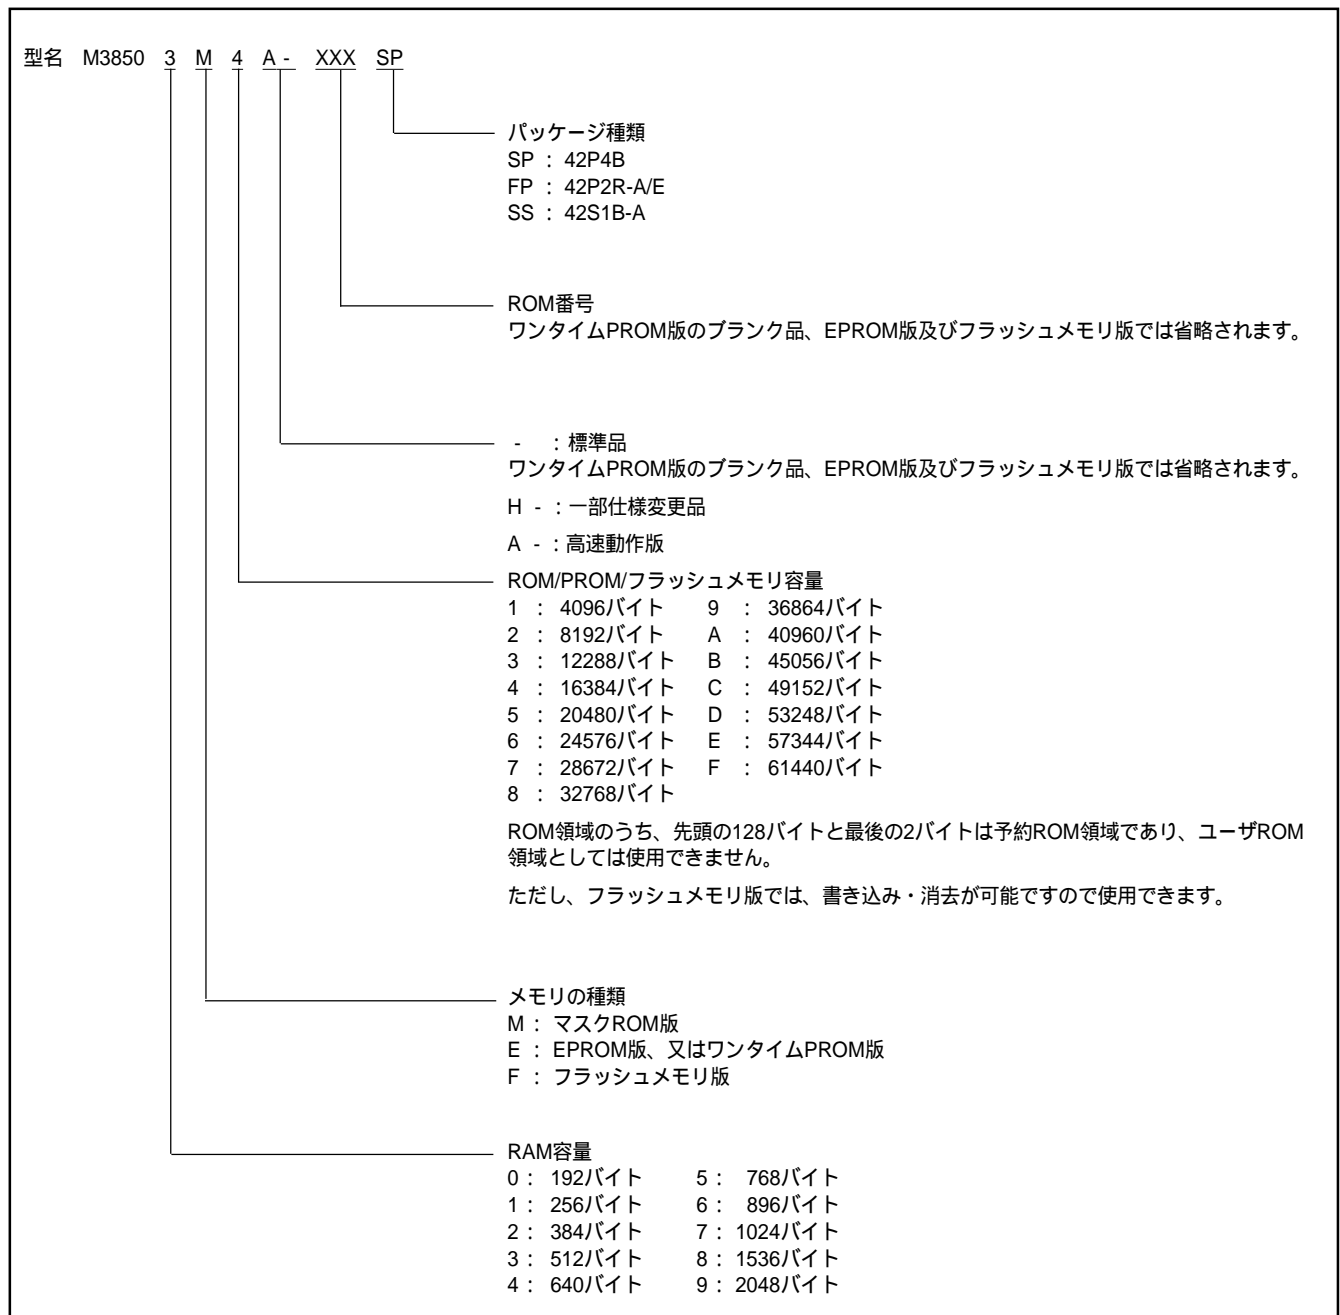 型名 M3850 3 M 4 A - XXX SP
パッケージ種類
SP : 42P4B
FP : 42P2R-A/E
SS : 42S1B-A
ROM番号
ワンタイムPROM版のブランク品、EPROM版及びフラッシュメモリ版では省略されます。
- : 標準品
ワンタイムPROM版のブランク品、EPROM版及びフラッシュメモリ版では省略されます。
H - : 一部仕様変更品
A - : 高速動作版
ROM/PROM/フラッシュメモリ容量
1 : 4096バイト 9 : 36864バイト
2 : 8192バイト A : 40960バイト
3 : 12288バイト B : 45056バイト
4 : 16384バイト C : 49152バイト
5 : 20480バイト D : 53248バイト
6 : 24576バイト E : 57344バイト
7 : 28672バイト F : 61440バイト
8 : 32768バイト
ROM領域のうち、先頭の128バイトと最後の2バイトは予約ROM領域であり、ユーザROM
領域としては使用できません。
ただし、フラッシュメモリ版では、書き込み・消去が可能ですので使用できます。
メモリの種類
M : マスクROM版
E : EPROM版、又はワンタイムPROM版
F : フラッシュメモリ版
RAM容量
0 : 192バイト 5 : 768バイト
1 : 256バイト 6 : 896バイト
2 : 384バイト 7 : 1024バイト
3 : 512バイト 8 : 1536バイト
4 : 640バイト 9 : 2048バイト